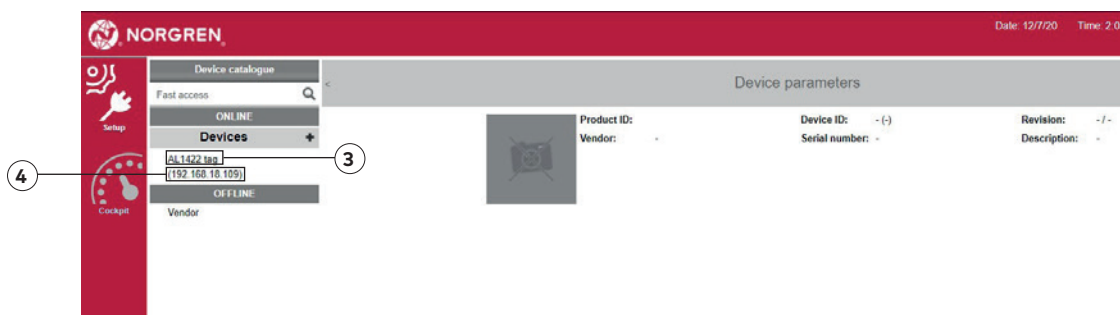 NORGREN
Date: 12/7/20 Time: 2:0
Device catalogue
Fast access
<
Device parameters
Setup
ONLINE
Devices +
AL1422 tag
3
(192.168.18.109)
4
OFFLINE
Cockpit
Vendor
Product ID: Device ID: - (-) Revision: - / -
Vendor: - Serial number: - Description: -